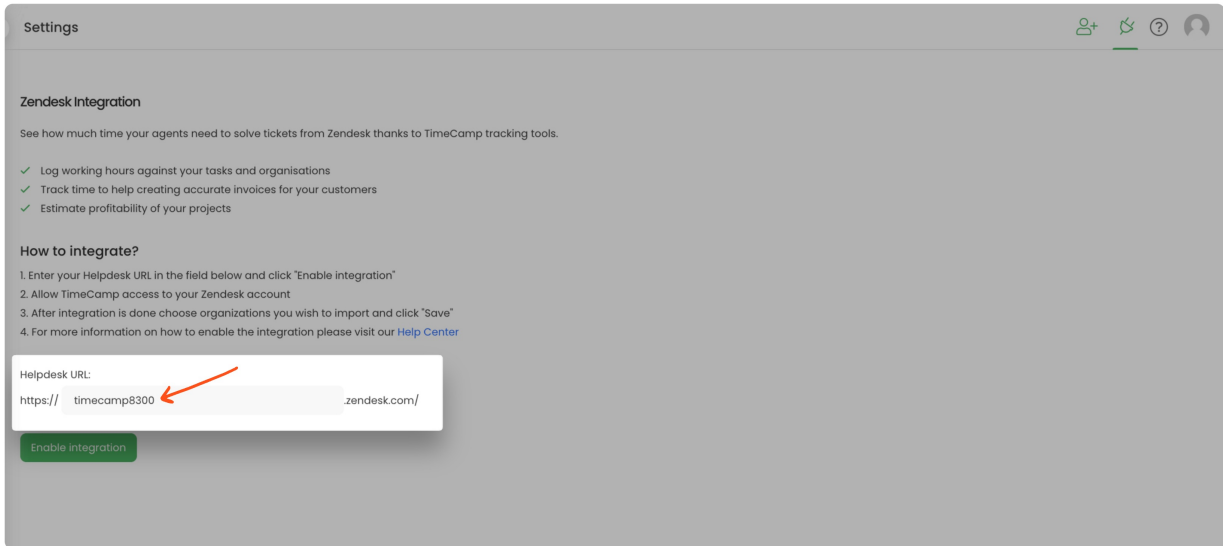 Settings
Zendesk Integration
See how much time your agents need to solve tickets from Zendesk thanks to TimeCamp tracking tools.
Log working hours against your tasks and organisations
Track time to help creating accurate invoices for your customers
Estimate profitability of your projects
How to integrate?
1. Enter your Helpdesk URL in the field below and click "Enable integration"
2. Allow TimeCamp access to your Zendesk account
3. After integration is done choose organizations you wish to import and click "Save"
4. For more information on how to enable the integration please visit our Help Center
Helpdesk URL:
https:// timecamp8300 .zendesk.com/
Enable integration